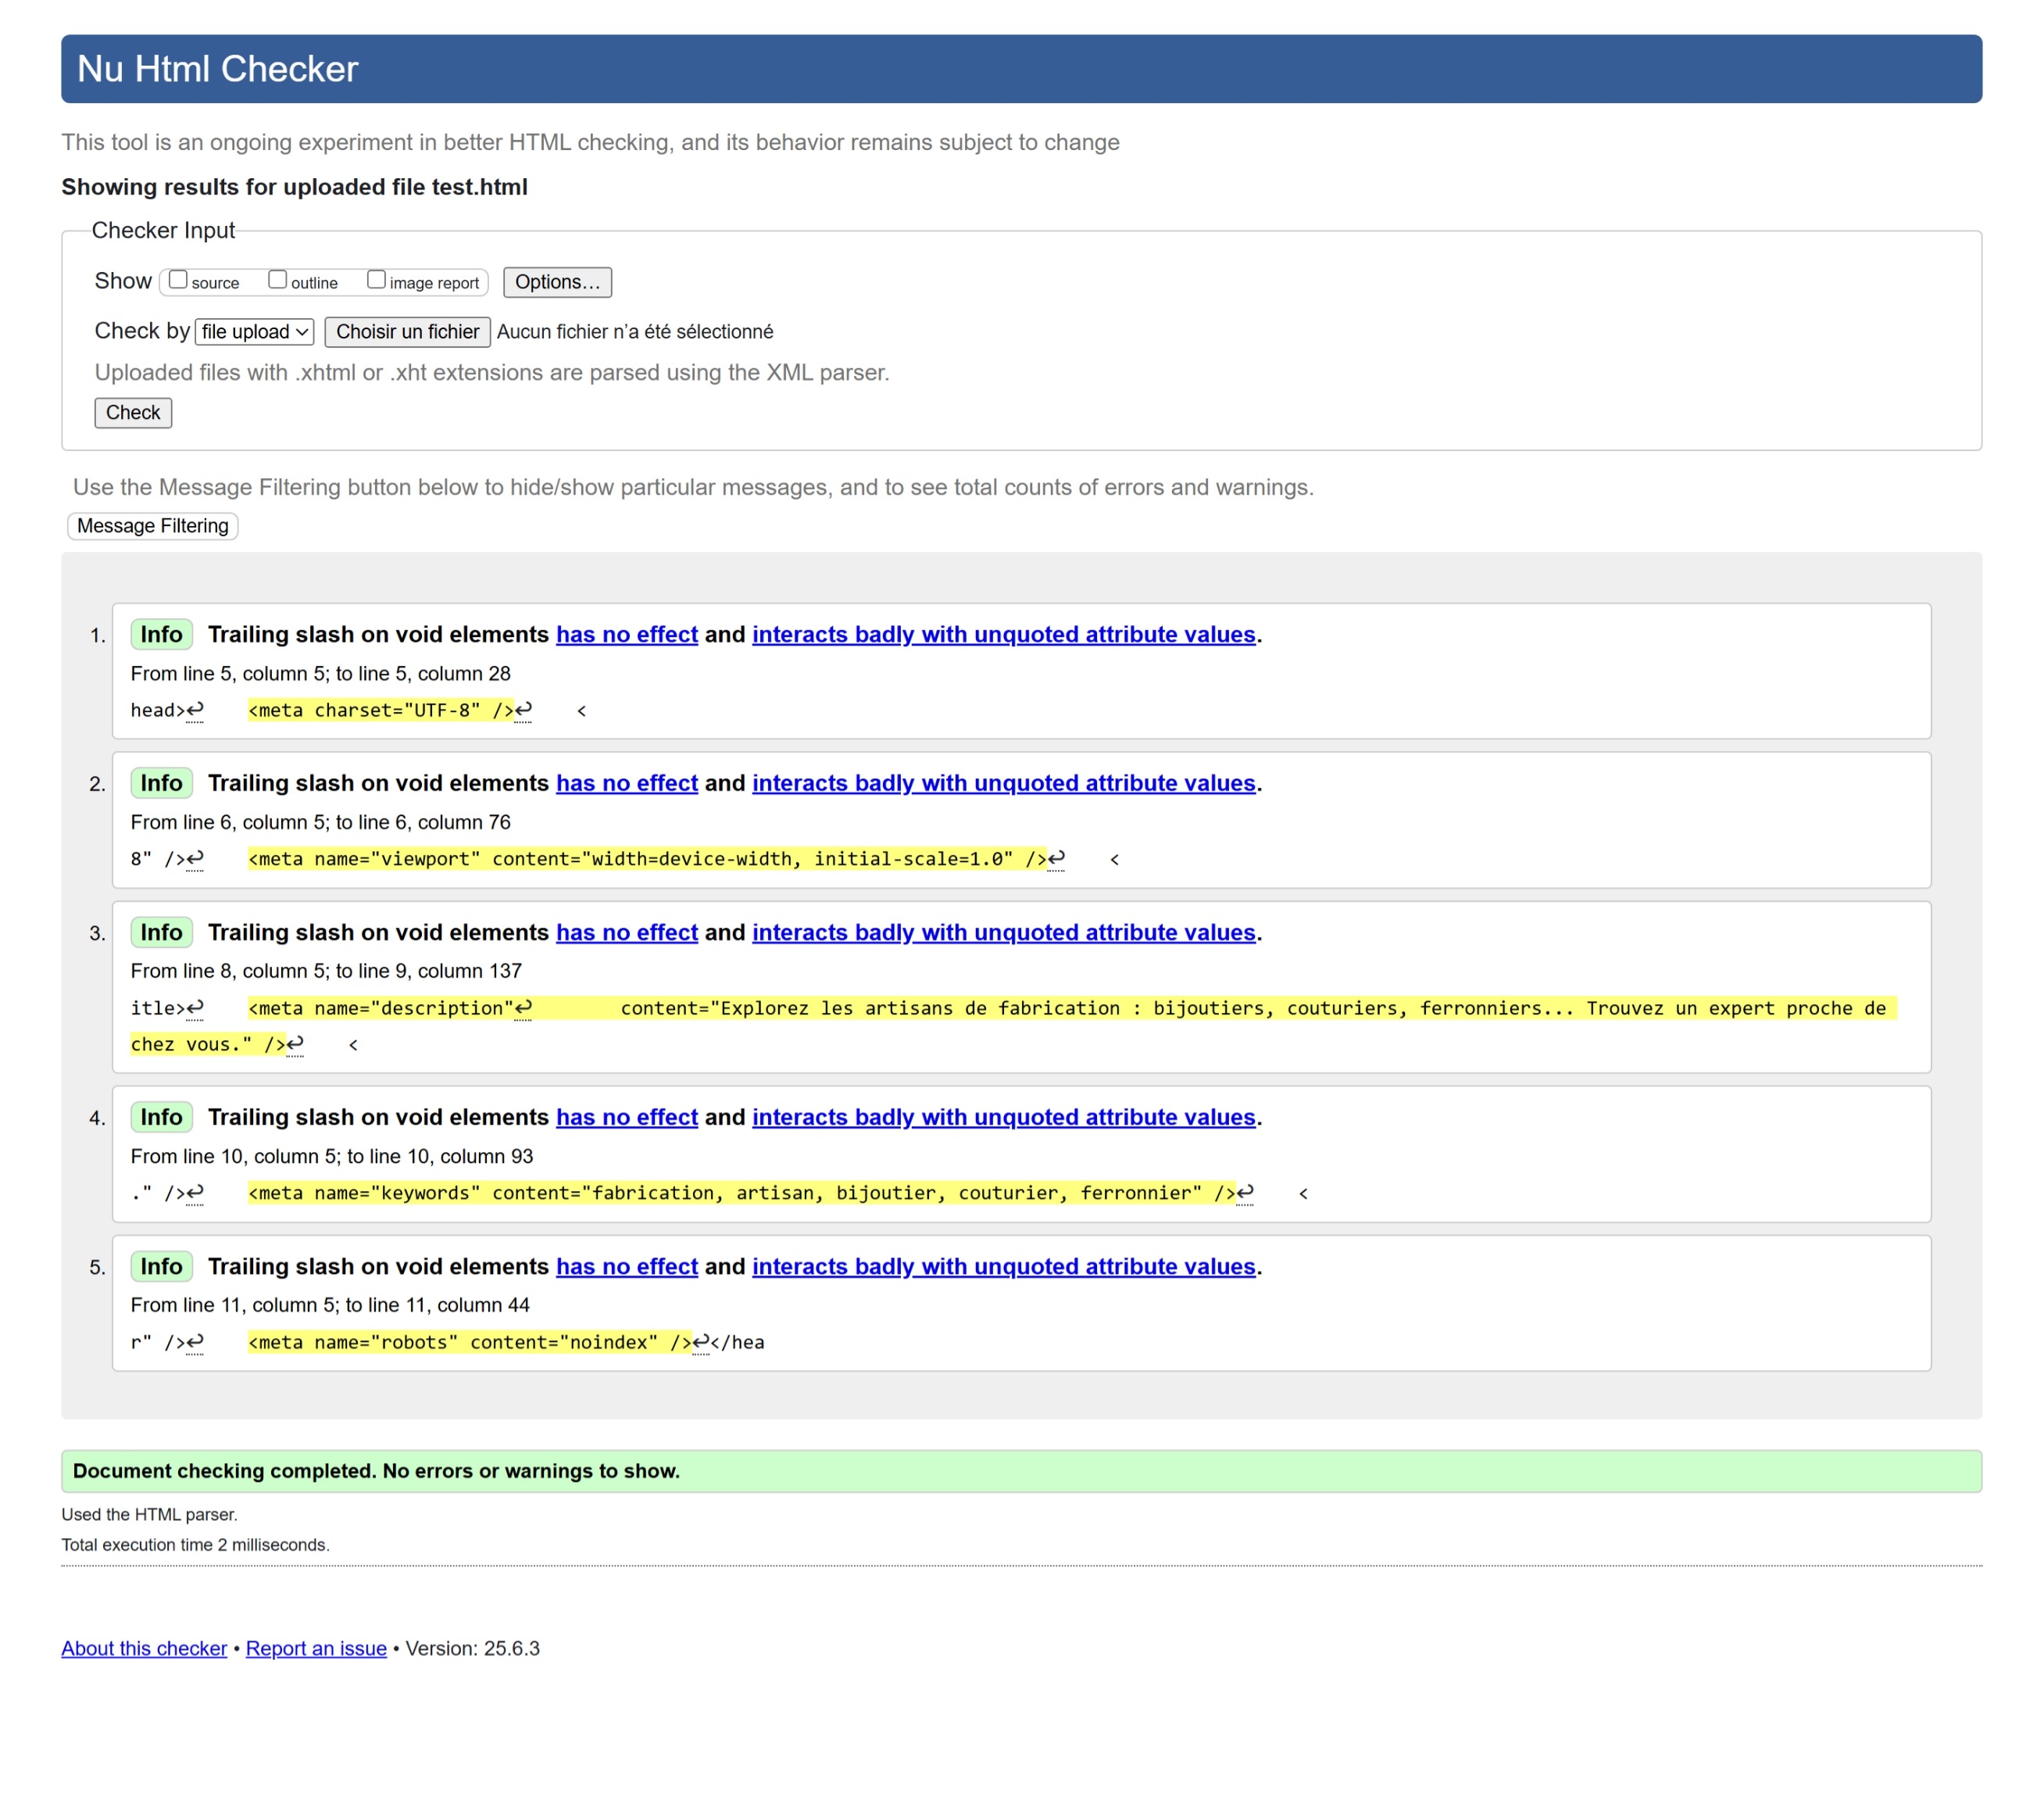 Nu Html Checker
This tool is an ongoing experiment in better HTML checking, and its behavior remains subject to change
Showing results for uploaded file test.html
Checker Input
Show source outline image report Options...
Check by file upload Choisir un fichier Aucun fichier n’a été sélectionné
Uploaded files with .xhtml or .xht extensions are parsed using the XML parser.
Check
Use the Message Filtering button below to hide/show particular messages, and to see total counts of errors and warnings.
Message Filtering
1. Info Trailing slash on void elements has no effect and interacts badly with unquoted attribute values.
From line 5, column 5; to line 5, column 28
head>↩ <meta charset="UTF-8" />↩ <
2. Info Trailing slash on void elements has no effect and interacts badly with unquoted attribute values.
From line 6, column 5; to line 6, column 76
8" />↩ <meta name="viewport" content="width=device-width, initial-scale=1.0" />↩ <
3. Info Trailing slash on void elements has no effect and interacts badly with unquoted attribute values.
From line 8, column 5; to line 9, column 137
itle>↩ <meta name="description"↩ content="Explorez les artisans de fabrication : bijoutiers, couturiers, ferronniers... Trouvez un expert proche de
chez vous." />↩ <
4. Info Trailing slash on void elements has no effect and interacts badly with unquoted attribute values.
From line 10, column 5; to line 10, column 93
." />↩ <meta name="keywords" content="fabrication, artisan, bijoutier, couturier, ferronnier" />↩ <
5. Info Trailing slash on void elements has no effect and interacts badly with unquoted attribute values.
From line 11, column 5; to line 11, column 44
r" />↩ <meta name="robots" content="noindex" />↩</hea
Document checking completed. No errors or warnings to show.
Used the HTML parser.
Total execution time 2 milliseconds.
About this checker • Report an issue • Version: 25.6.3